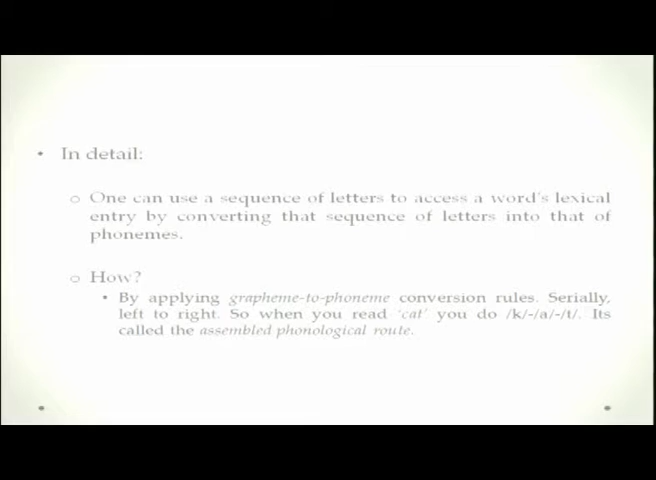 • In detail:
o One can use a sequence of letters to access a word's lexical
entry by converting that sequence of letters into that of
phonemes.
o How?
• By applying grapheme-to-phoneme conversion rules. Serially,
left to right. So when you read 'cat' you do /k/-/a/-/t/. Its
called the assembled phonological route.